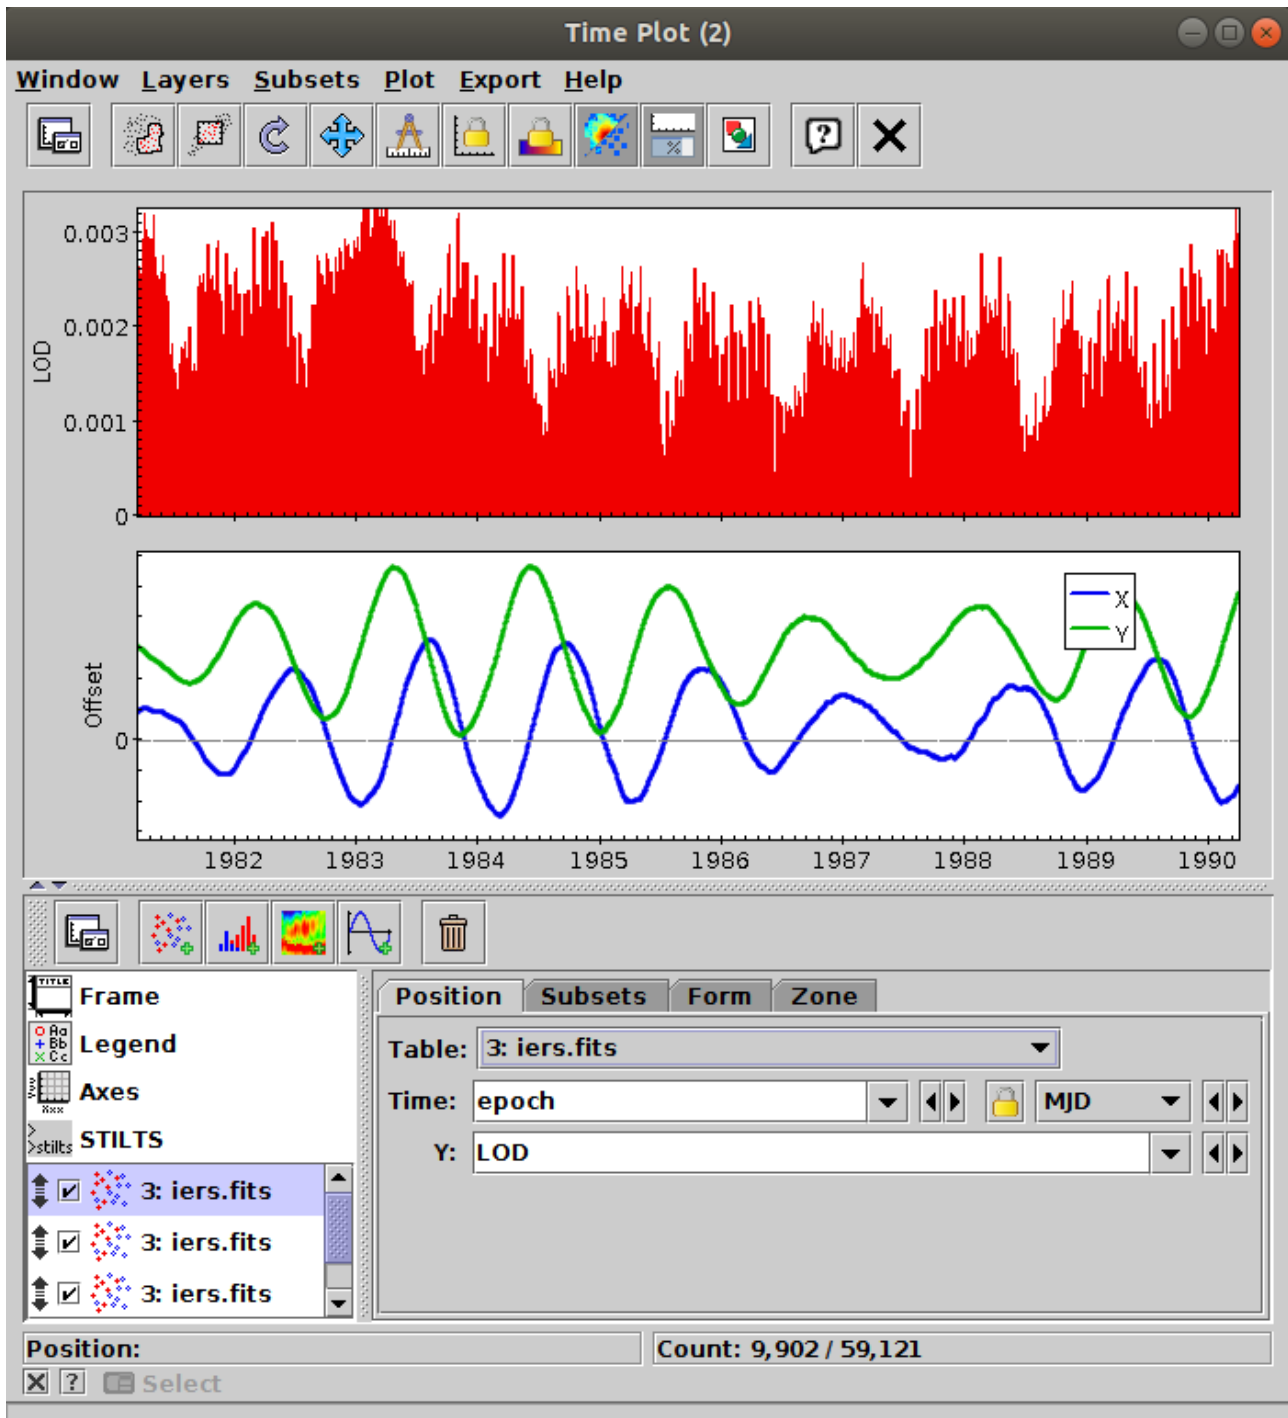 Time Plot (2)
Window Layers Subsets Plot Export Help
0.003
0.002
0.001
0
LOD
X
Y
Offset
0
1982 1983 1984 1985 1986 1987 1988 1989 1990
Frame
Legend
Axes
STILTS
3: iers.fits
3: iers.fits
3: iers.fits
Position Subsets Form Zone
Table: 3: iers.fits
Time: epoch MJD
Y: LOD
Position: Count: 9,902 / 59,121
Select